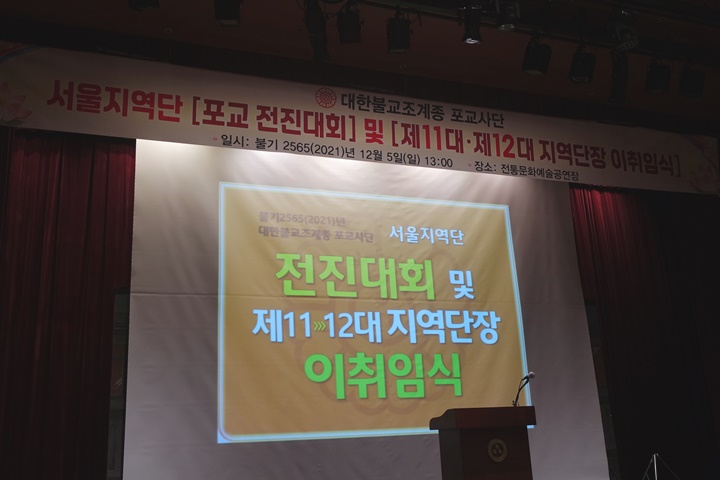 대한불교조계종 포교사단
서울지역단 [포교 전진대회] 및 [제11대·제12대 지역단장 이취임식]
• 일시: 불기 2565(2021)년 12월 5일(일) 13:00 • 장소: 전통문화예술공연장
불기2565(2021)년
대한불교조계종 포교사단 서울지역단
전진대회 및
제11»12대 지역단장
이취임식